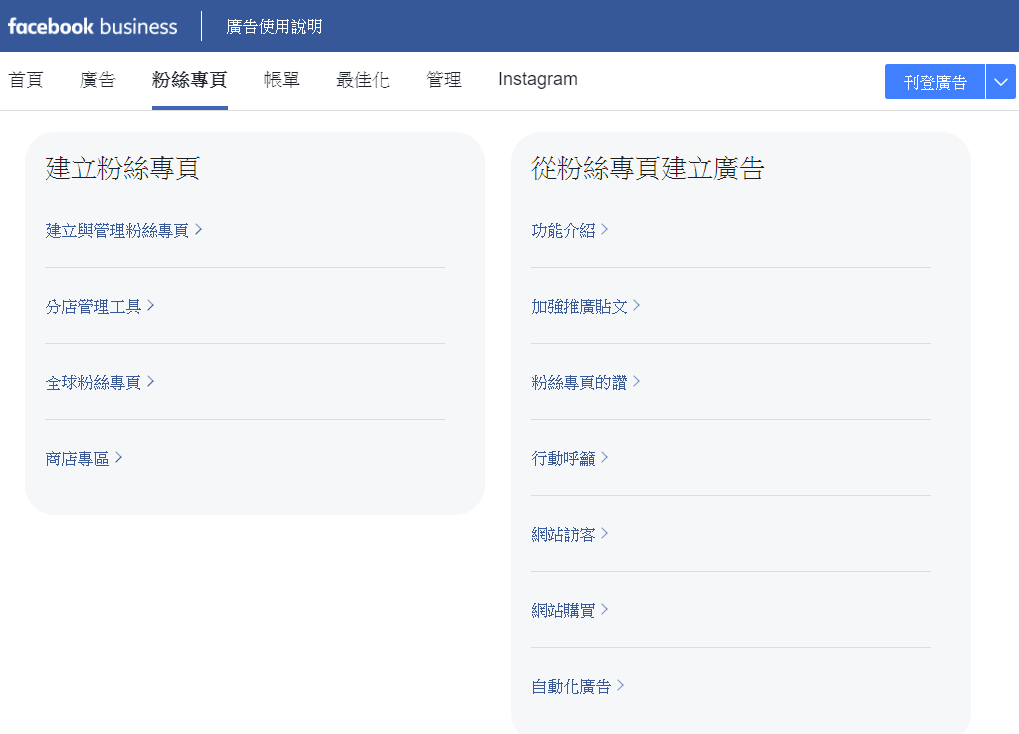 facebook business 廣告使用說明
首頁 廣告 粉絲專頁 帳單 最佳化 管理 Instagram 刊登廣告
建立粉絲專頁
建立與管理粉絲專頁
分店管理工具
全球粉絲專頁
商店專區
從粉絲專頁建立廣告
功能介紹
加強推廣貼文
粉絲專頁的讚
行動呼籲
網站訪客
網站購買
自動化廣告